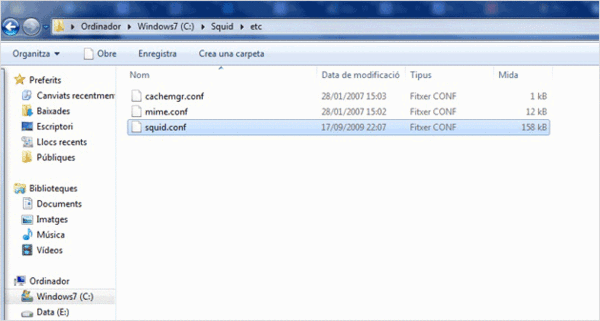 Ordinador ▸ Windows7 (C:) ▸ Squid ▸ etc
Organitza Obre Enregistra Crea una carpeta
Nom Data de modificació Tipus Mida
cachemgr.conf 28/01/2007 15:03 Fitxer CONF 1 kB
mime.conf 28/01/2007 15:02 Fitxer CONF 12 kB
squid.conf 17/09/2009 22:07 Fitxer CONF 158 kB
Preferits
Canviats recentmen
Baixades
Escriptori
Llocs recents
Públiques
Biblioteques
Documents
Imatges
Música
Vídeos
Ordinador
Windows7 (C:)
Data (E:)